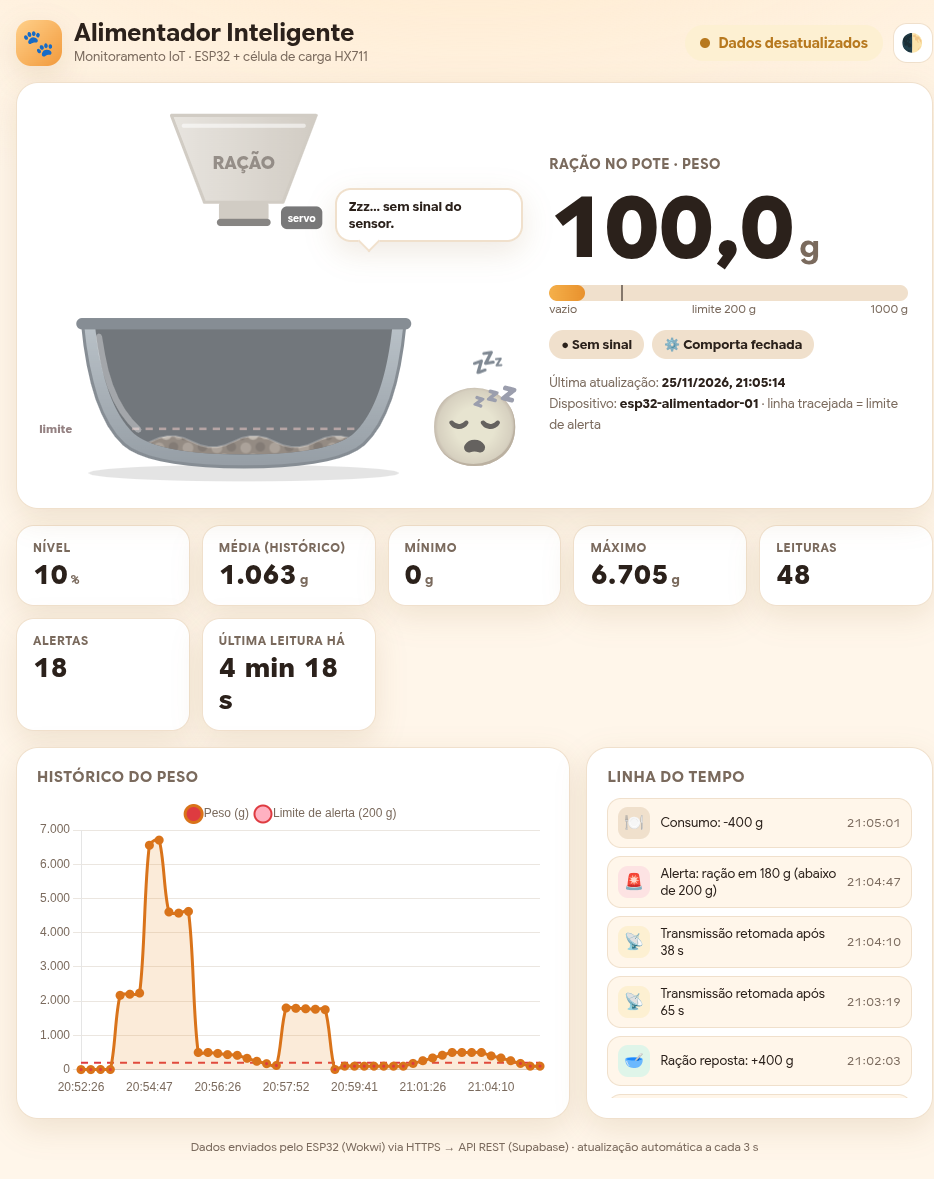 Alimentador Inteligente
Monitoramento IoT · ESP32 + célula de carga HX711
Dados desatualizados
RAÇÃO
servo
Zzz... sem sinal do
sensor.
limite
RAÇÃO NO POTE · PESO
100,0 g
vazio limite 200 g 1000 g
● Sem sinal
Comporta fechada
Última atualização: 25/11/2026, 21:05:14
Dispositivo: esp32-alimentador-01 · linha tracejada = limite
de alerta
NÍVEL
10 %
MÉDIA (HISTÓRICO)
1.063 g
MÍNIMO
0 g
MÁXIMO
6.705 g
LEITURAS
48
ALERTAS
18
ÚLTIMA LEITURA HÁ
4 min 18
s
HISTÓRICO DO PESO
Peso (g) Limite de alerta (200 g)
7.000
6.000
5.000
4.000
3.000
2.000
1.000
0
20:52:26 20:54:47 20:56:26 20:57:52 20:59:41 21:01:26 21:04:10
LINHA DO TEMPO
Consumo: -400 g 21:05:01
Alerta: ração em 180 g (abaixo
de 200 g) 21:04:47
Transmissão retomada após
38 s 21:04:10
Transmissão retomada após
65 s 21:03:19
Ração reposta: +400 g 21:02:03
Dados enviados pelo ESP32 (Wokwi) via HTTPS → API REST (Supabase) · atualização automática a cada 3 s